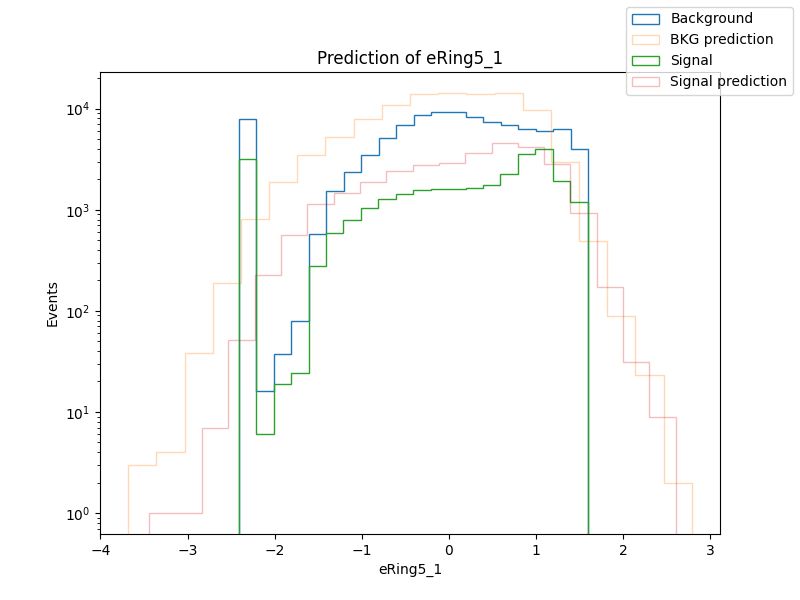 Prediction of eRing5_1
Background
BKG prediction
Signal
Signal prediction
Events
10⁴
10³
10²
10¹
10⁰
−4 −3 −2 −1 0 1 2 3
eRing5_1